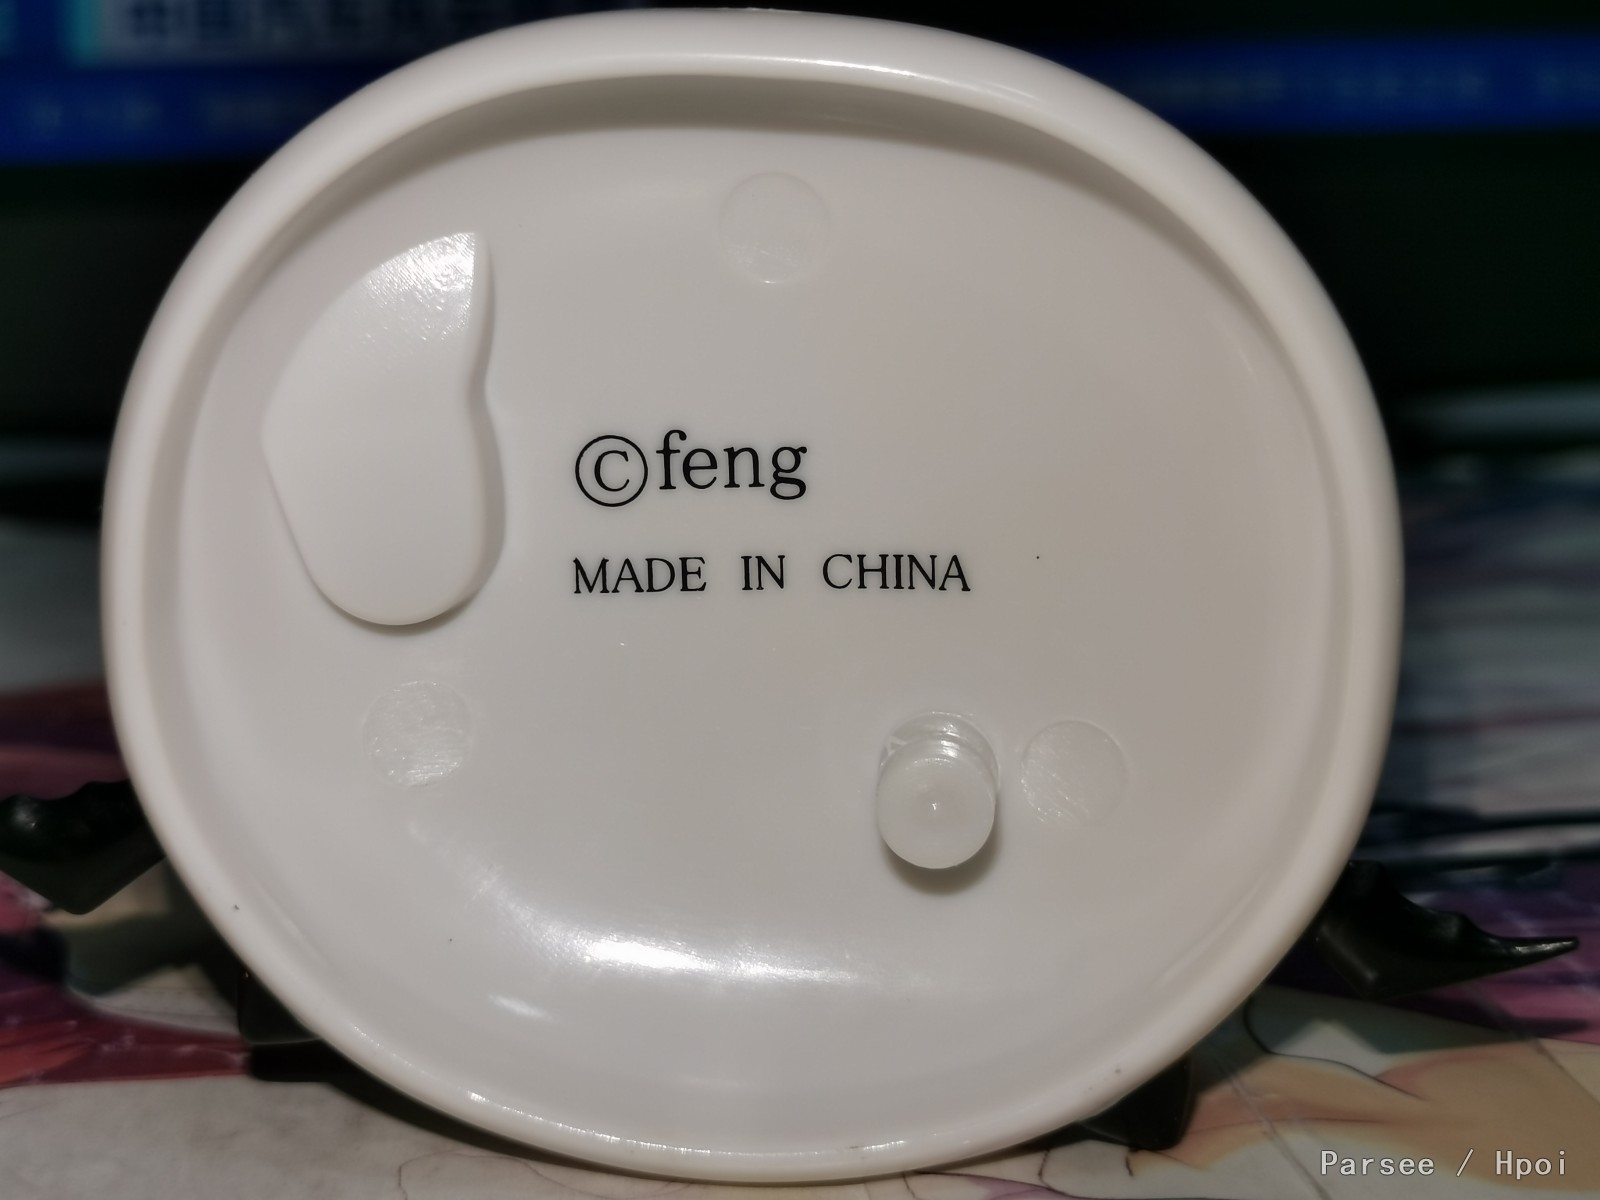 ©feng
MADE IN CHINA
Parsee / Hpoi